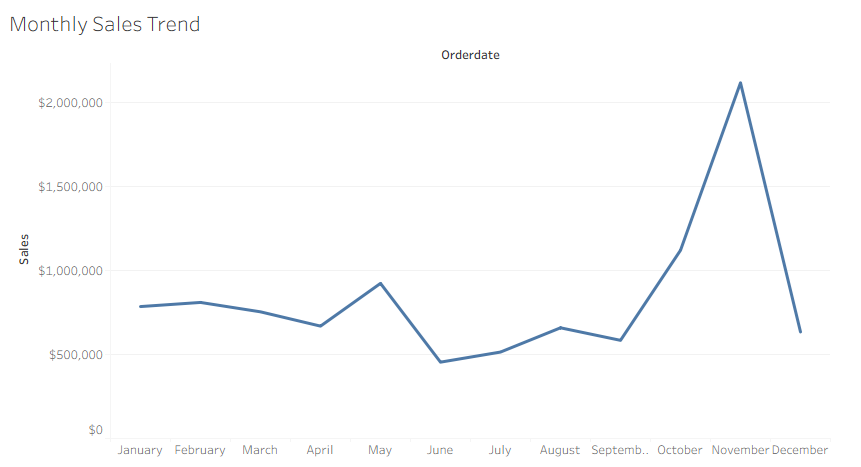 Monthly Sales Trend
Orderdate
$2,000,000
$1,500,000
Sales
$1,000,000
$500,000
$0
January February March April May June July August Septemb.. October November December